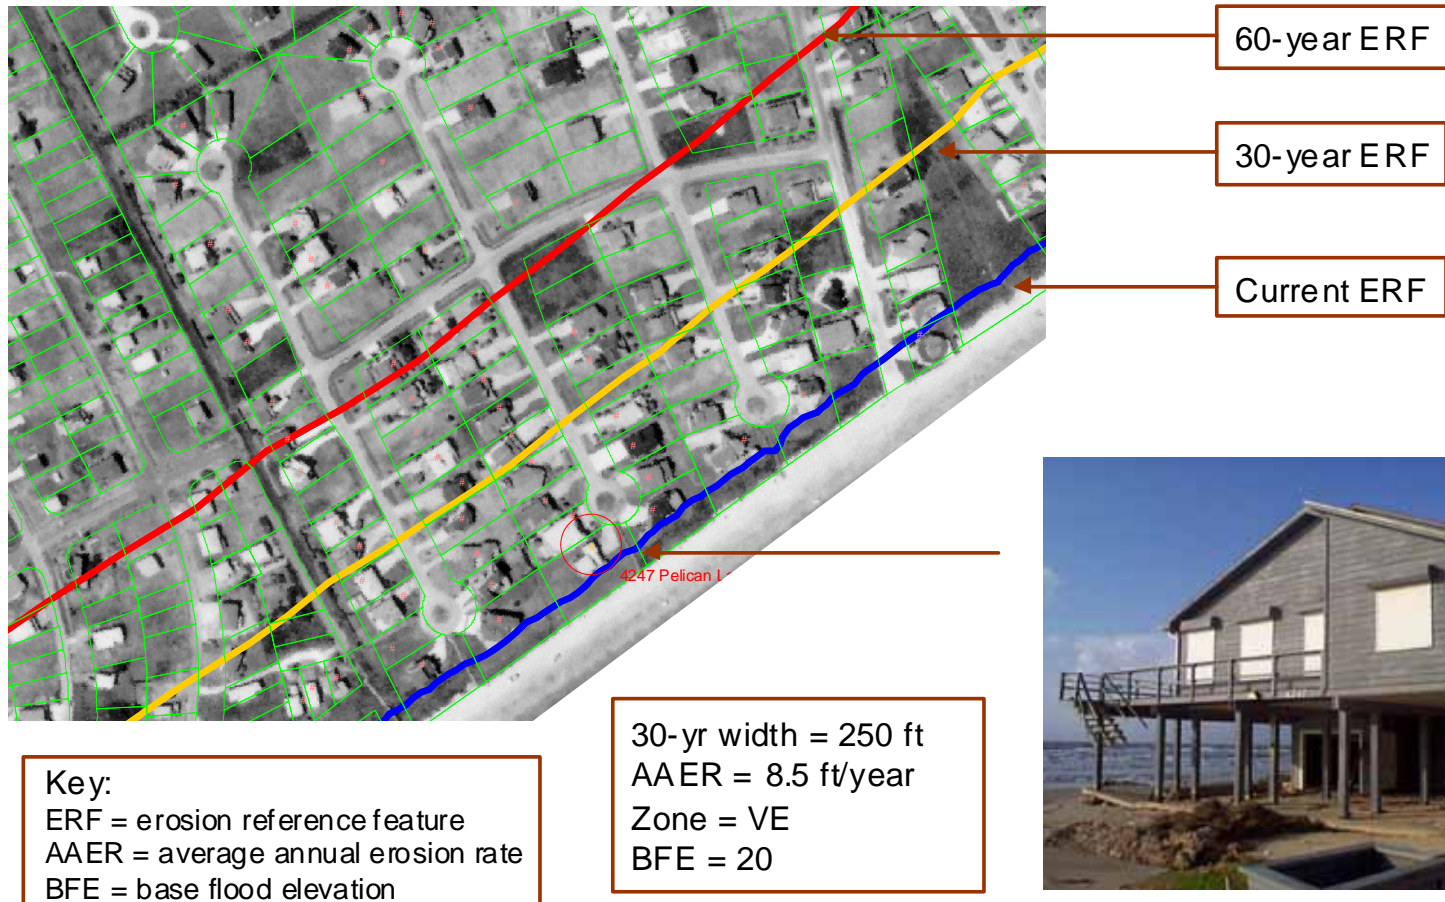 60-year ERF
30-year ERF
Current ERF
4247 Pelican
30-yr width = 250 ft
AAER = 8.5 ft/year
Zone = VE
BFE = 20
Key:
ERF = erosion reference feature
AAER = average annual erosion rate
BFE = base flood elevation